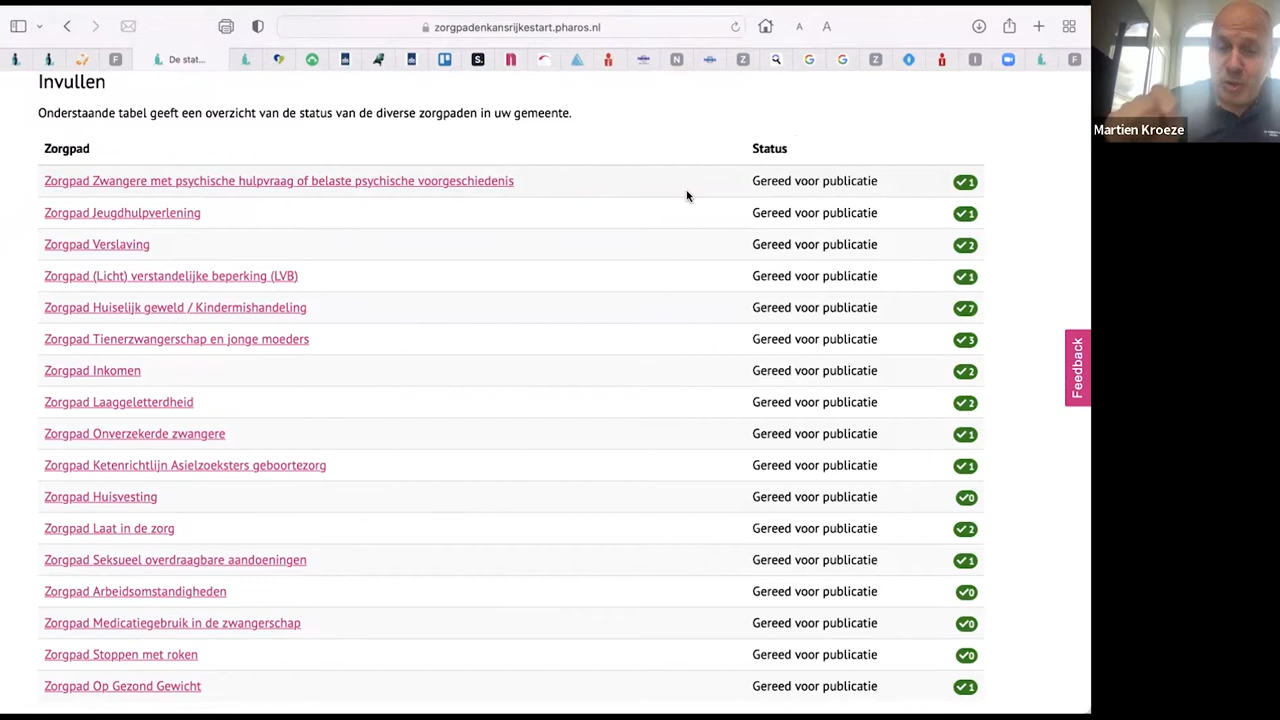 zorgpadenkansrijkestart.pharos.nl
A A
F De stat... S. N Z Z I F
Invullen
Onderstaande tabel geeft een overzicht van de status van de diverse zorgpaden in uw gemeente.
Zorgpad Status
Zorgpad Zwangere met psychische hulpvraag of belaste psychische voorgeschiedenis Gereed voor publicatie 1
Zorgpad Jeugdhulpverlening Gereed voor publicatie 1
Zorgpad Verslaving Gereed voor publicatie 2
Zorgpad (Licht) verstandelijke beperking (LVB) Gereed voor publicatie 1
Zorgpad Huiselijk geweld / Kindermishandeling Gereed voor publicatie 7
Zorgpad Tienerzwangerschap en jonge moeders Gereed voor publicatie 3
Zorgpad Inkomen Gereed voor publicatie 2
Zorgpad Laaggeletterdheid Gereed voor publicatie 2
Zorgpad Onverzekerde zwangere Gereed voor publicatie 1
Zorgpad Ketenrichtlijn Asielzoeksters geboortezorg Gereed voor publicatie 1
Zorgpad Huisvesting Gereed voor publicatie 0
Zorgpad Laat in de zorg Gereed voor publicatie 2
Zorgpad Seksueel overdraagbare aandoeningen Gereed voor publicatie 1
Zorgpad Arbeidsomstandigheden Gereed voor publicatie 0
Zorgpad Medicatiegebruik in de zwangerschap Gereed voor publicatie 0
Zorgpad Stoppen met roken Gereed voor publicatie 0
Zorgpad Op Gezond Gewicht Gereed voor publicatie 1
Feedback
Martien Kroeze